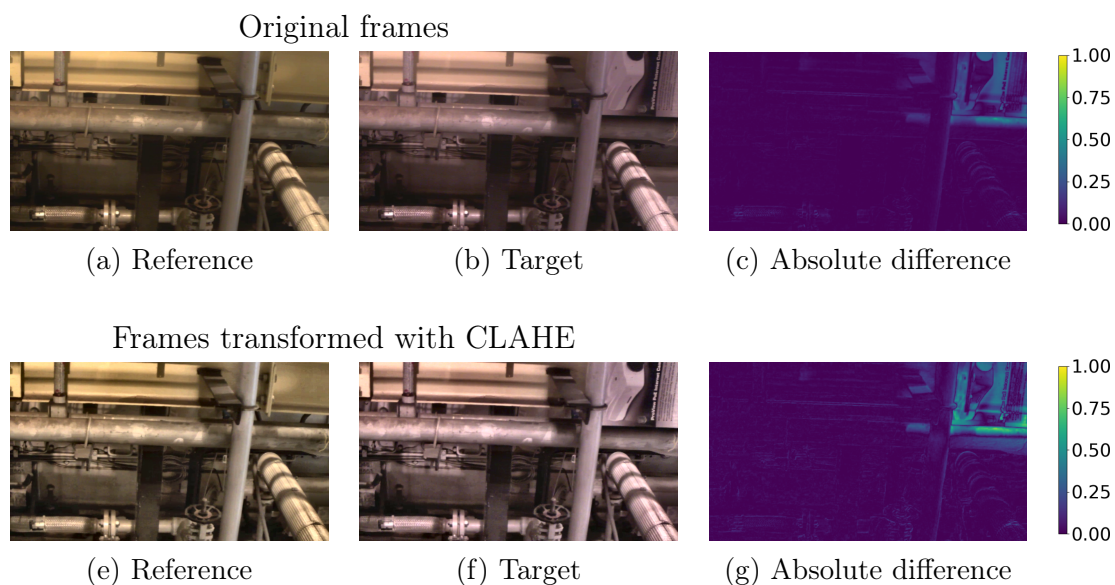 Original frames
1.00
0.75
0.50
0.25
0.00
(a) Reference
(b) Target
(c) Absolute difference
Frames transformed with CLAHE
1.00
0.75
0.50
0.25
0.00
(e) Reference
(f) Target
(g) Absolute difference